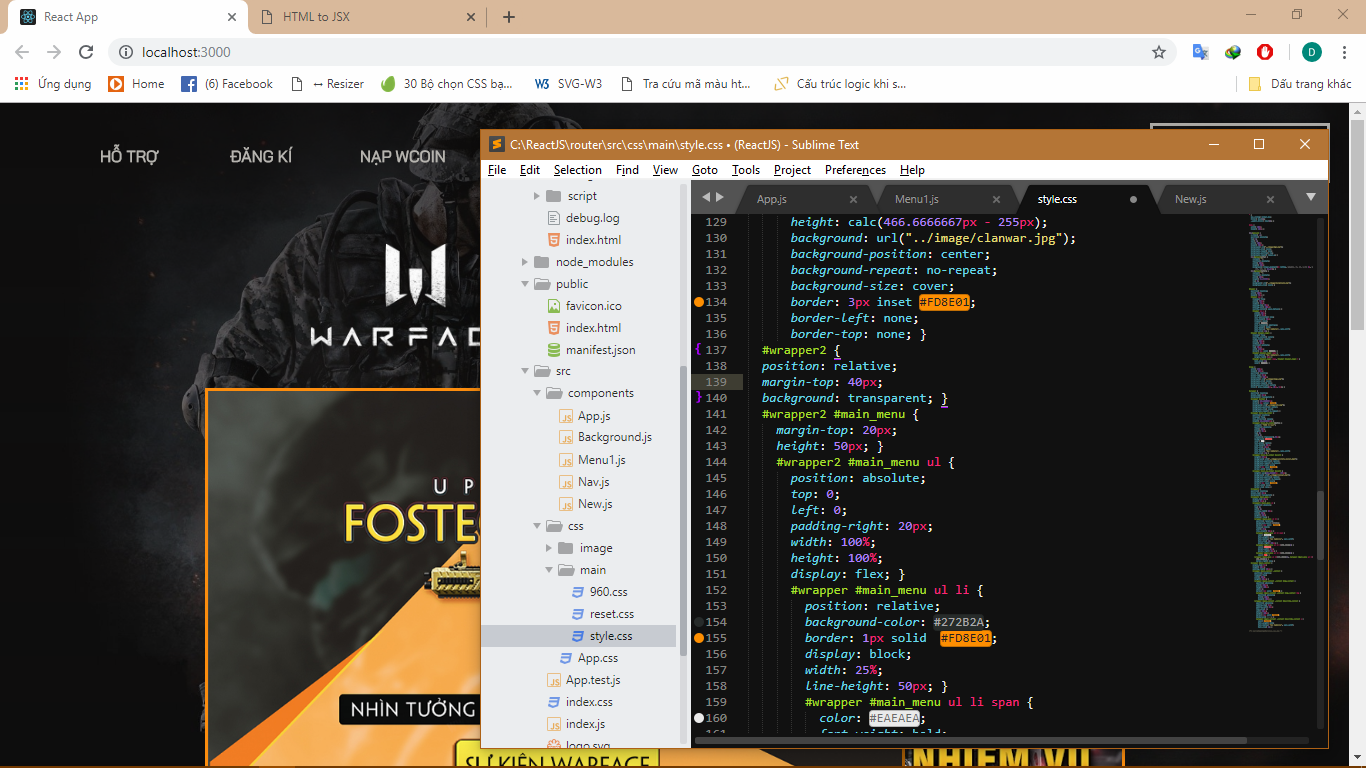 React App
HTML to JSX
localhost:3000
D
Ứng dụng
Home
(6) Facebook
↔ Resizer
30 Bộ chọn CSS bạ...
W3 SVG-W3
Tra cứu mã màu ht...
Cấu trúc logic khi s...
Dấu trang khác
HỖ TRỢ
ĐĂNG KÍ
NẠP WCOIN
WARFAC
U P
FOSTE
NHÌN TƯỞNG
SỰ KIỆN WARFACE
NHIỆM VỤ
C:\ReactJS\router\src\css\main\style.css • (ReactJS) - Sublime Text
File Edit Selection Find View Goto Tools Project Preferences Help
script
debug.log
index.html
node_modules
public
favicon.ico
index.html
manifest.json
src
components
App.js
Background.js
Menu1.js
Nav.js
New.js
css
image
main
960.css
reset.css
style.css
App.css
App.test.js
index.css
index.js
logo.svg
App.js
Menu1.js
style.css
New.js
129 height: calc(466.6666667px - 255px);
130 background: url("../image/clanwar.jpg");
131 background-position: center;
132 background-repeat: no-repeat;
133 background-size: cover;
134 border: 3px inset #FD8E01;
135 border-left: none;
136 border-top: none; }
{ 137 #wrapper2 {
138 position: relative;
139 margin-top: 40px;
} 140 background: transparent; }
141 #wrapper2 #main_menu {
142 margin-top: 20px;
143 height: 50px; }
144 #wrapper2 #main_menu ul {
145 position: absolute;
146 top: 0;
147 left: 0;
148 padding-right: 20px;
149 width: 100%;
150 height: 100%;
151 display: flex; }
152 #wrapper #main_menu ul li {
153 position: relative;
154 background-color: #272B2A;
155 border: 1px solid #FD8E01;
156 display: block;
157 width: 25%;
158 line-height: 50px; }
159 #wrapper #main_menu ul li span {
160 color: #EAEAEA;
161 font-weight: bold;